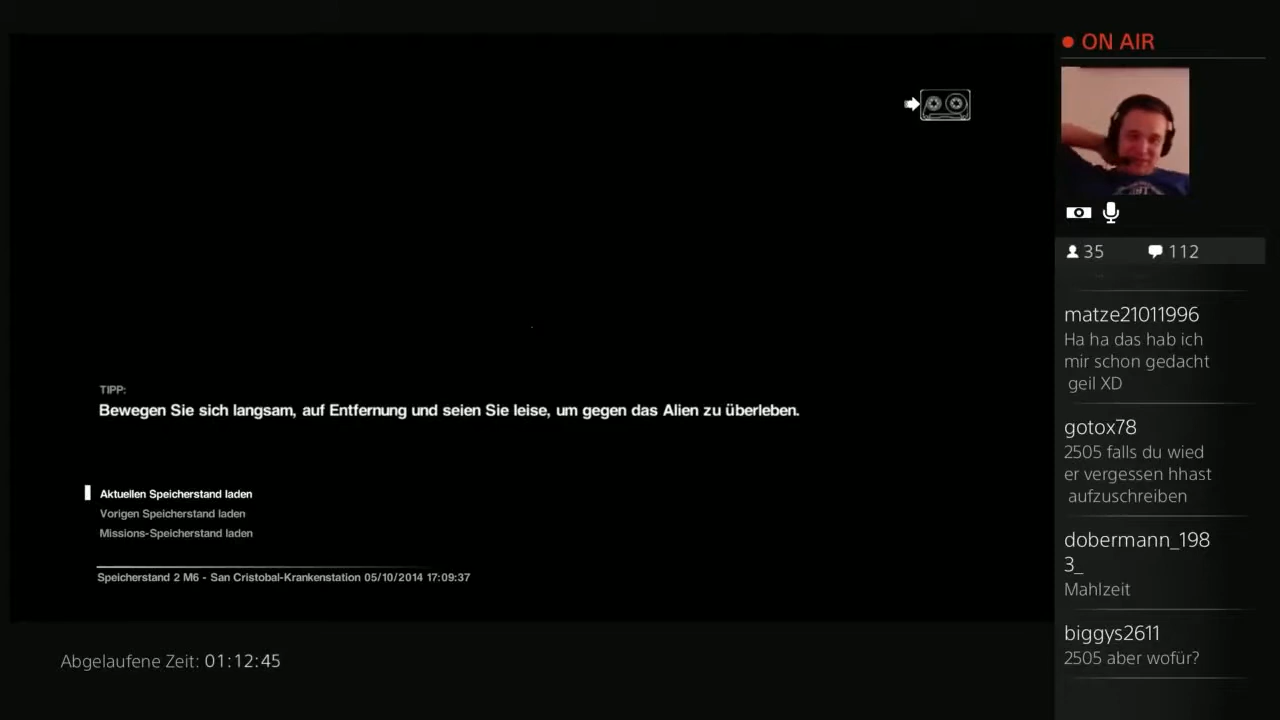 ON AIR
35 112
matze21011996
Ha ha das hab ich
mir schon gedacht
geil XD
gotox78
2505 falls du wied
er vergessen hhast
aufzuschreiben
dobermann_198
3_
Mahlzeit
biggys2611
2505 aber wofür?
TIPP:
Bewegen Sie sich langsam, auf Entfernung und seien Sie leise, um gegen das Alien zu überleben.
Aktuellen Speicherstand laden
Vorigen Speicherstand laden
Missions-Speicherstand laden
Speicherstand 2 M6 - San Cristobal-Krankenstation 05/10/2014 17:09:37
Abgelaufene Zeit: 01:12:45